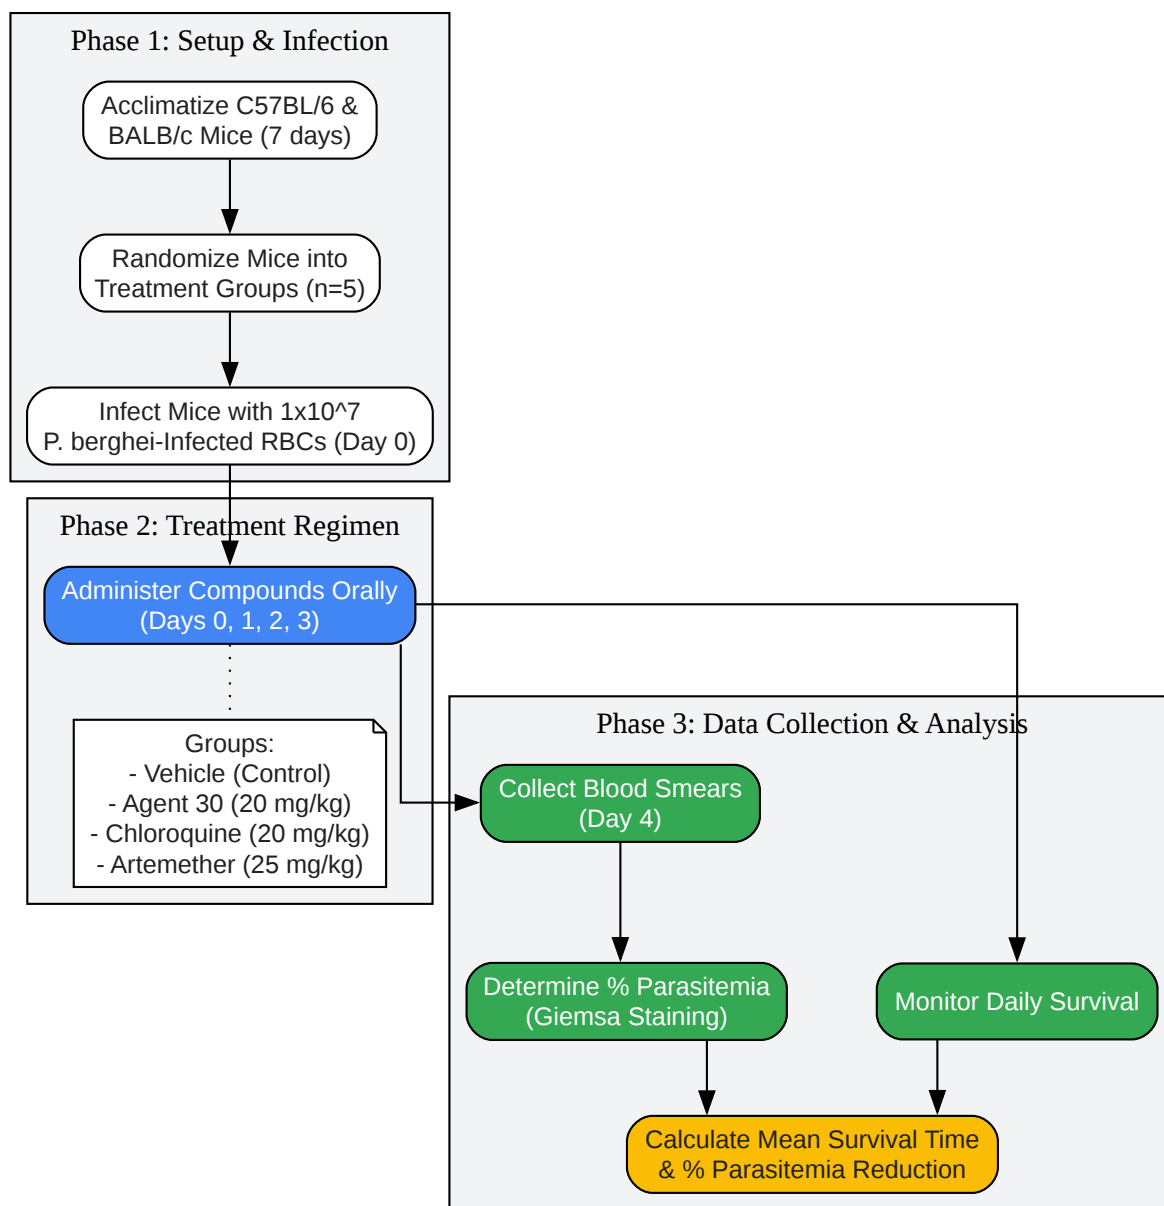 Phase 1: Setup & Infection
Acclimatize C57BL/6 &
BALB/c Mice (7 days)
Randomize Mice into
Treatment Groups (n=5)
Infect Mice with 1x10^7
P. berghei-Infected RBCs (Day 0)
Phase 2: Treatment Regimen
Administer Compounds Orally
(Days 0, 1, 2, 3)
Groups:
- Vehicle (Control)
- Agent 30 (20 mg/kg)
- Chloroquine (20 mg/kg)
- Artemether (25 mg/kg)
Phase 3: Data Collection & Analysis
Collect Blood Smears
(Day 4)
Determine % Parasitemia
(Giemsa Staining)
Monitor Daily Survival
Calculate Mean Survival Time
& % Parasitemia Reduction